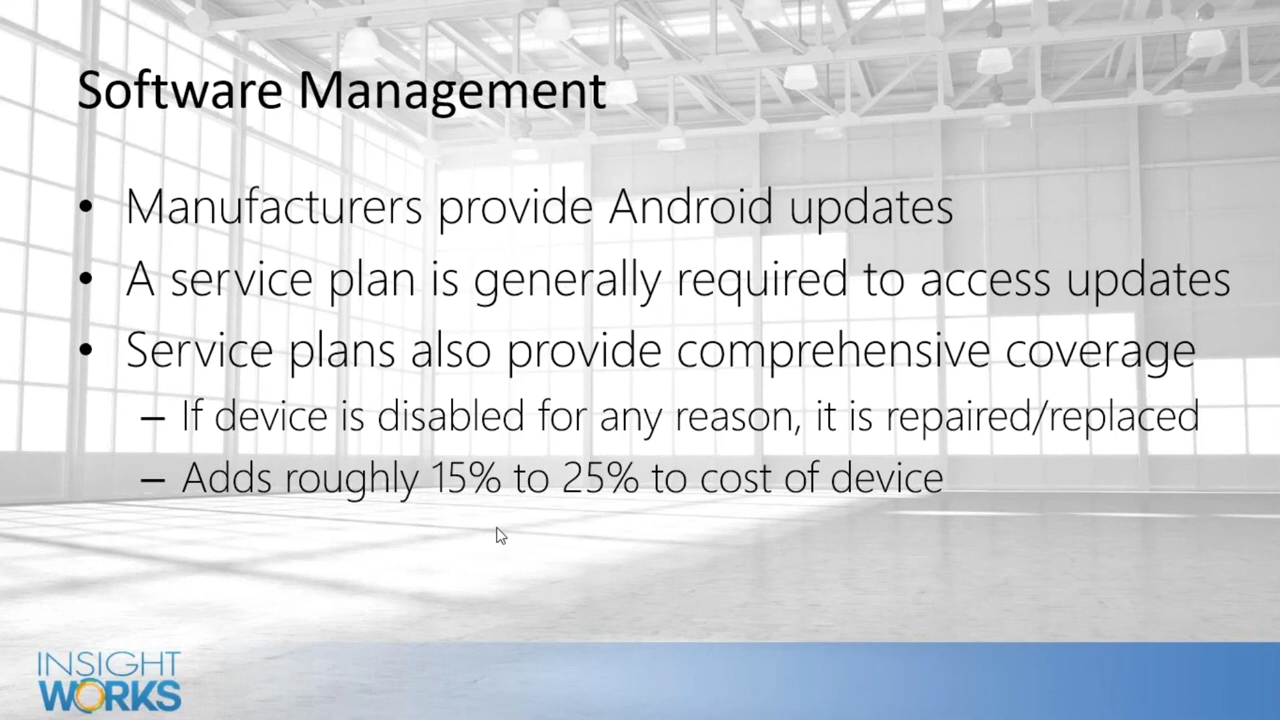 Software Management
• Manufacturers provide Android updates
• A service plan is generally required to access updates
• Service plans also provide comprehensive coverage
– If device is disabled for any reason, it is repaired/replaced
– Adds roughly 15% to 25% to cost of device
INSIGHT
WORKS